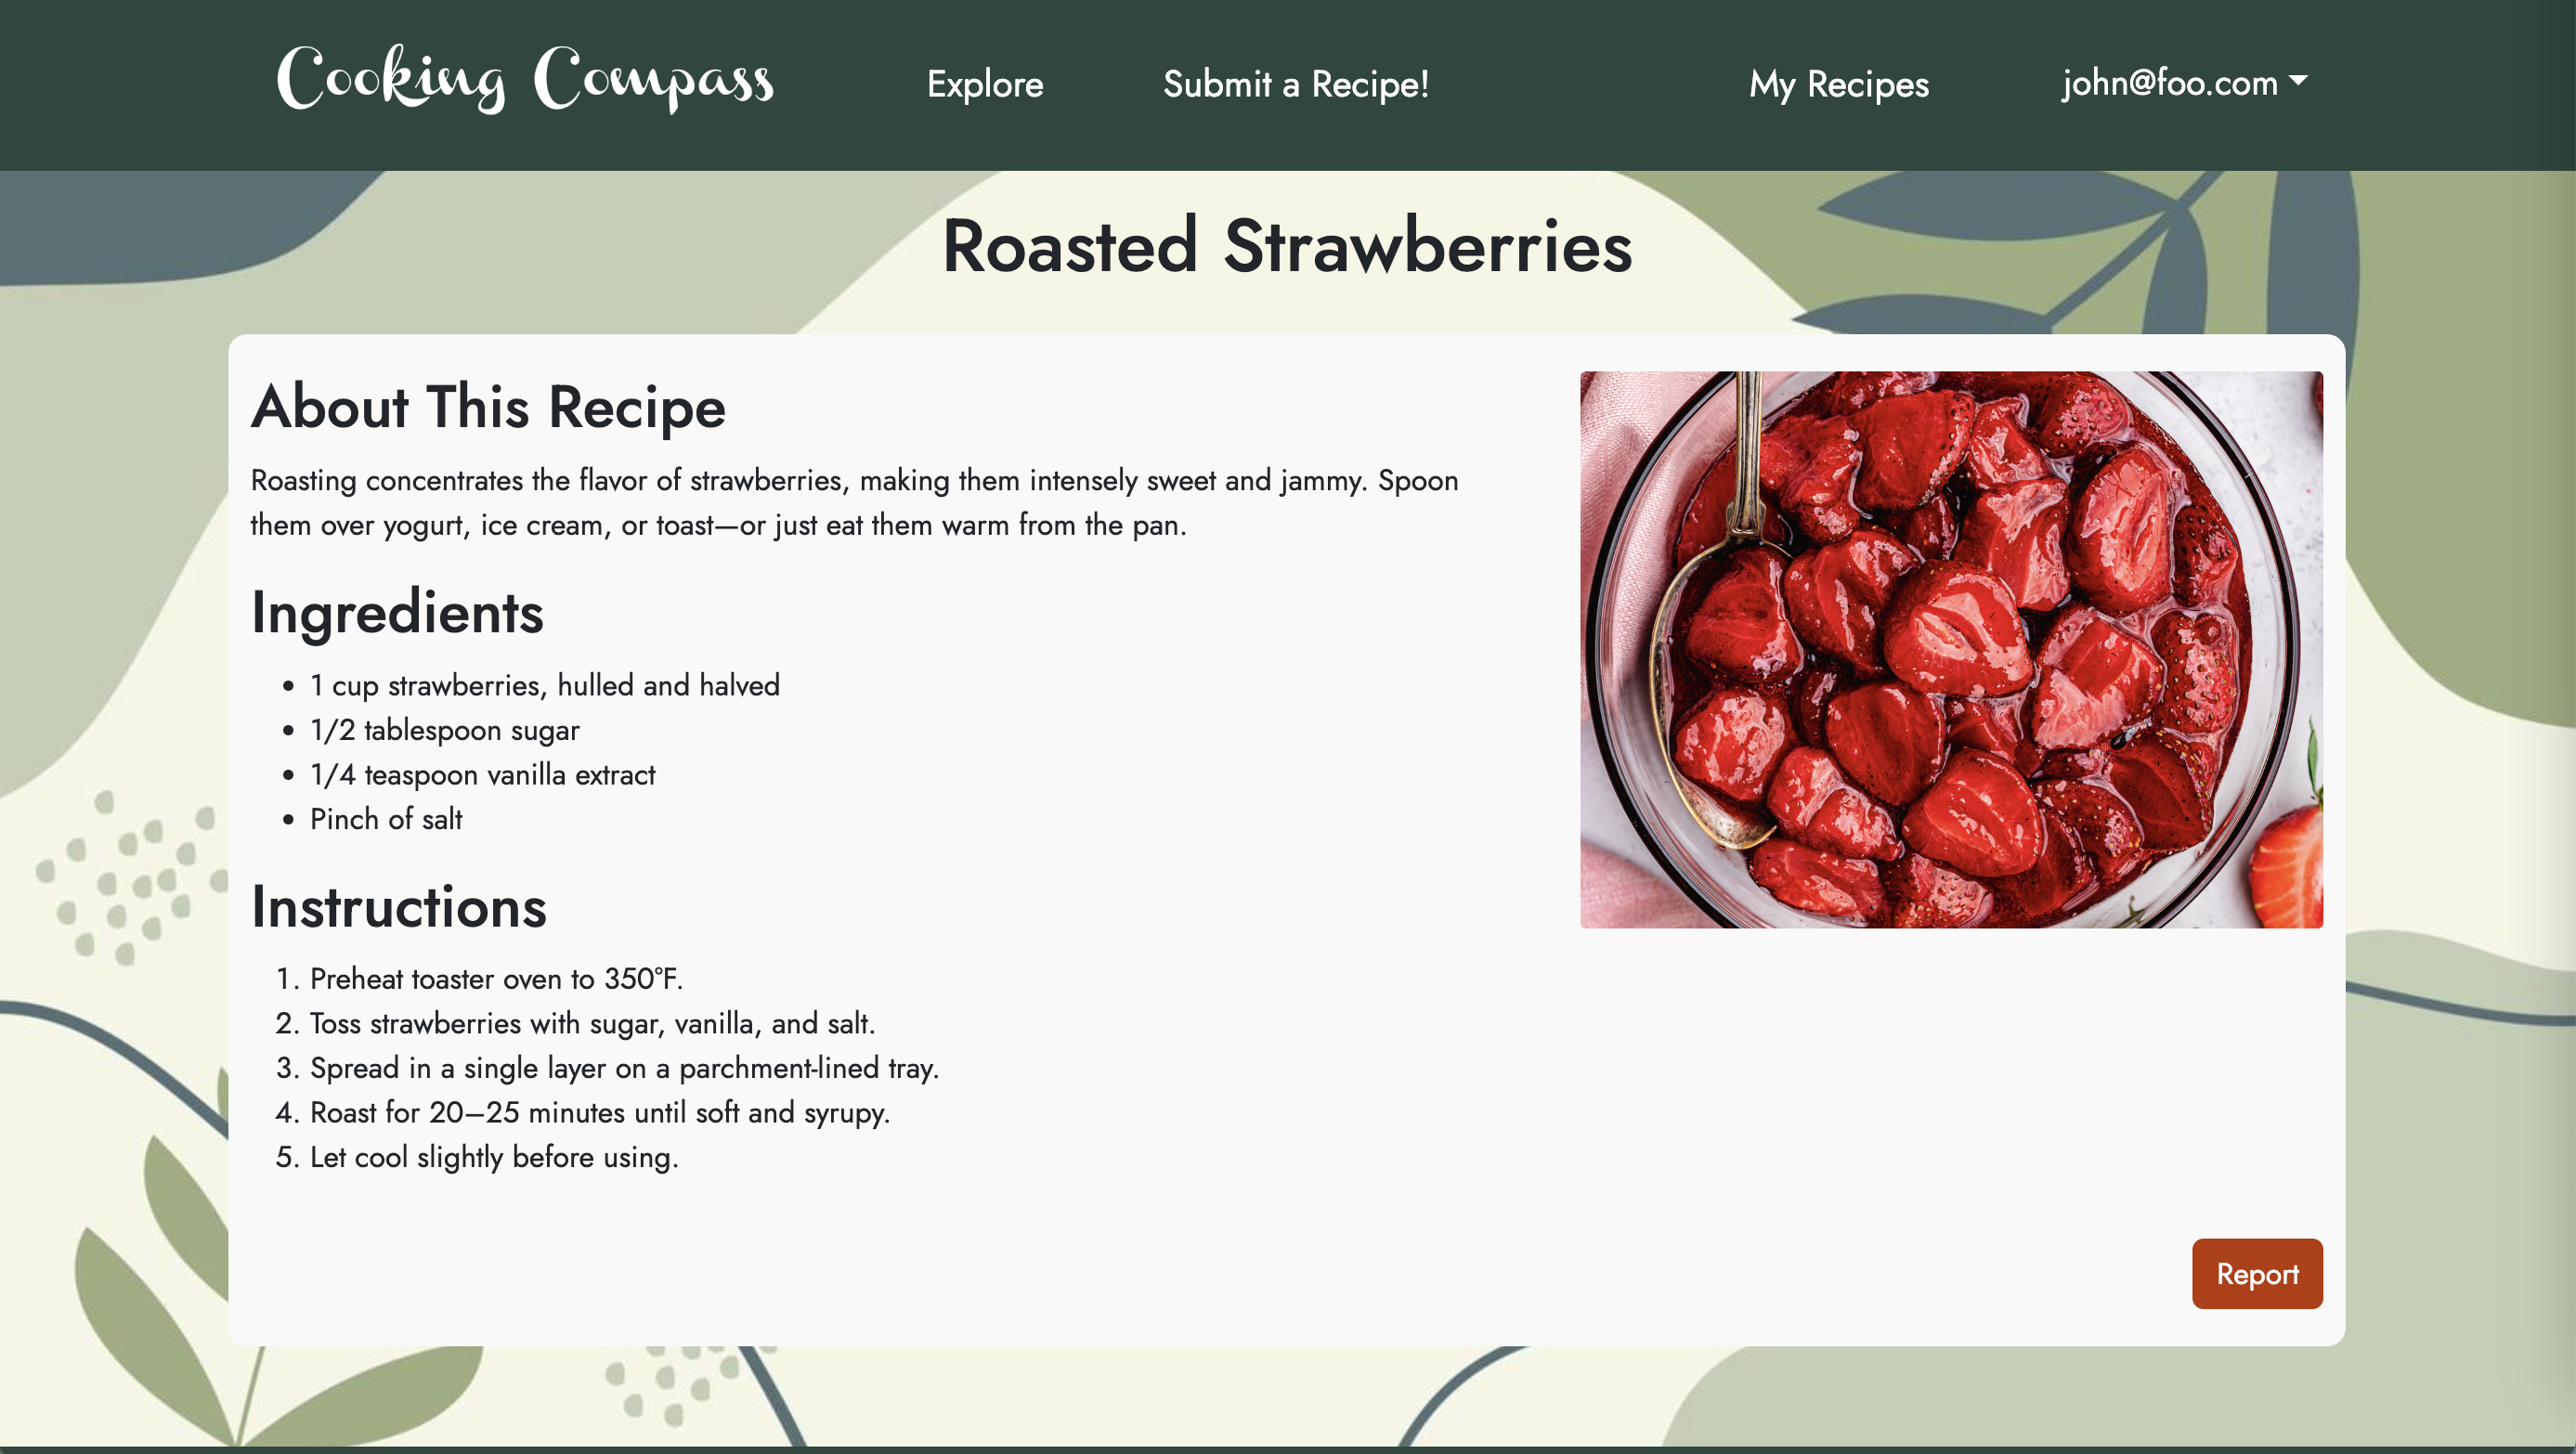 Cooking Compass
Explore
Submit a Recipe!
My Recipes
john@foo.com
Roasted Strawberries
About This Recipe
Roasting concentrates the flavor of strawberries, making them intensely sweet and jammy. Spoon
them over yogurt, ice cream, or toast—or just eat them warm from the pan.
Ingredients
• 1 cup strawberries, hulled and halved
• 1/2 tablespoon sugar
• 1/4 teaspoon vanilla extract
• Pinch of salt
Instructions
1. Preheat toaster oven to 350°F.
2. Toss strawberries with sugar, vanilla, and salt.
3. Spread in a single layer on a parchment-lined tray.
4. Roast for 20–25 minutes until soft and syrupy.
5. Let cool slightly before using.
Report